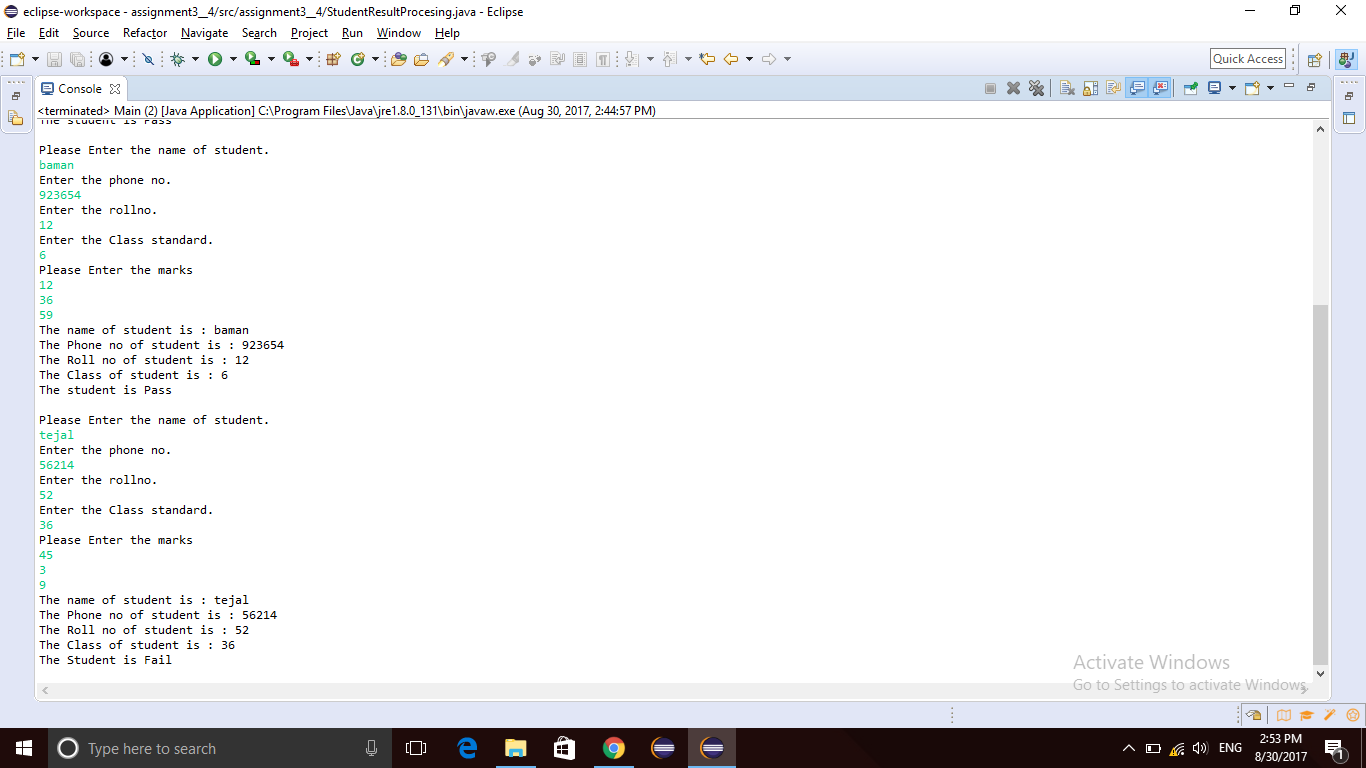 eclipse-workspace - assignment3__4/src/assignment3__4/StudentResultProcesing.java - Eclipse
File Edit Source Refactor Navigate Search Project Run Window Help
Quick Access
Console
<terminated> Main (2) [Java Application] C:\Program Files\Java\jre1.8.0_131\bin\javaw.exe (Aug 30, 2017, 2:44:57 PM)
The student is Pass
Please Enter the name of student.
baman
Enter the phone no.
923654
Enter the rollno.
12
Enter the Class standard.
6
Please Enter the marks
12
36
59
The name of student is : baman
The Phone no of student is : 923654
The Roll no of student is : 12
The Class of student is : 6
The student is Pass
Please Enter the name of student.
tejal
Enter the phone no.
56214
Enter the rollno.
52
Enter the Class standard.
36
Please Enter the marks
45
3
9
The name of student is : tejal
The Phone no of student is : 56214
The Roll no of student is : 52
The Class of student is : 36
The Student is Fail
Activate Windows
Go to Settings to activate Windows.
Type here to search
ENG
2:53 PM
8/30/2017
1